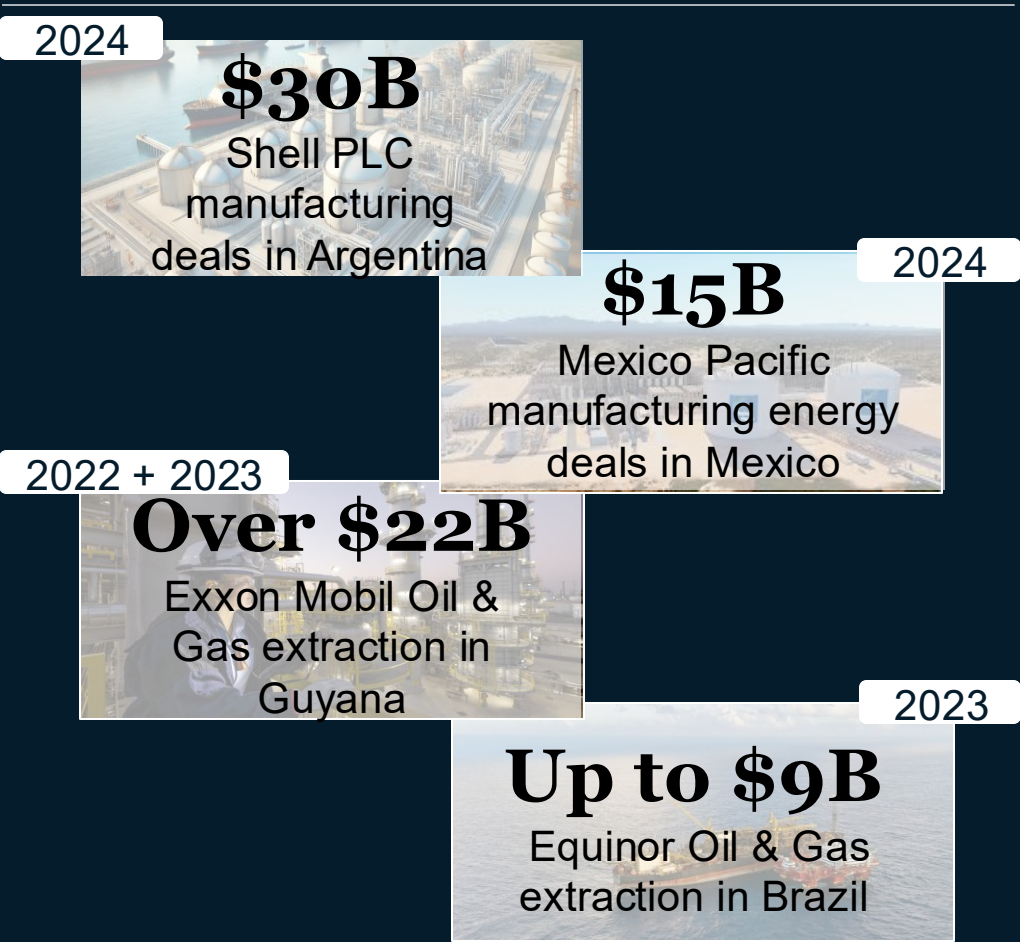 2024
$30B
Shell PLC
manufacturing
deals in Argentina
2024
$15B
Mexico Pacific
manufacturing energy
deals in Mexico
2022 + 2023
Over $22B
Exxon Mobil Oil &
Gas extraction in
Guyana
2023
Up to $9B
Equinor Oil & Gas
extraction in Brazil